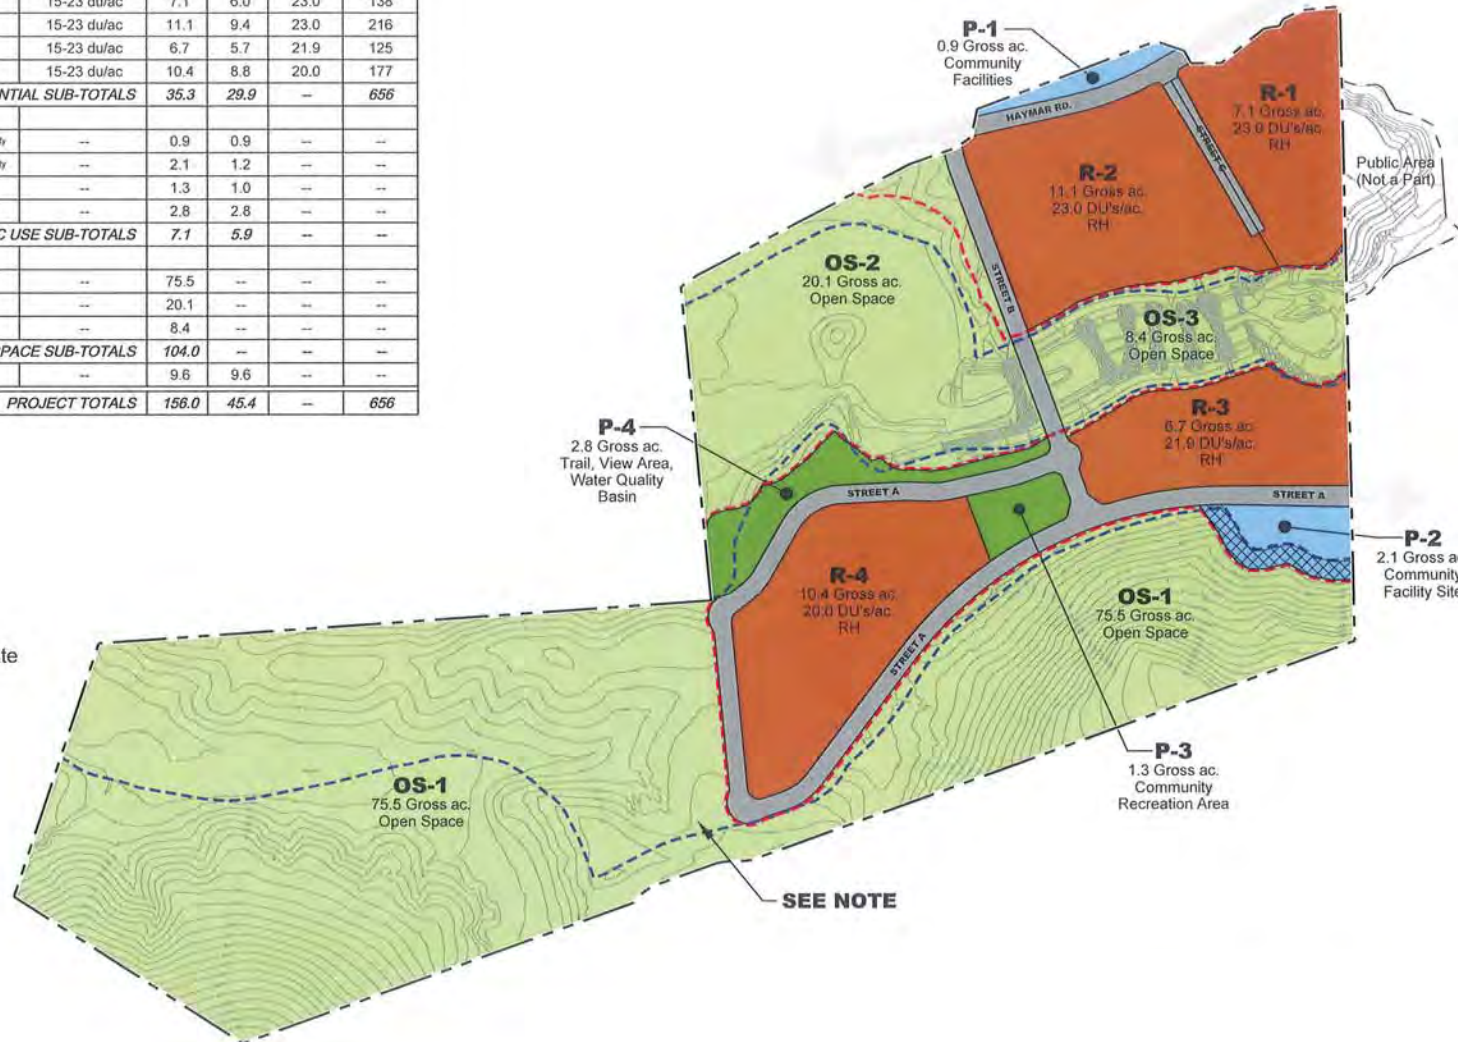 15-23 du/ac 7.1 6.0 23.0 138
15-23 du/ac 11.1 9.4 23.0 216
15-23 du/ac 6.7 5.7 21.9 125
15-23 du/ac 10.4 8.8 20.0 177
NTIAL SUB-TOTALS 35.3 29.9 -- 656
-- 0.9 0.9 -- --
-- 2.1 1.2 -- --
-- 1.3 1.0 -- --
-- 2.8 2.8 -- --
C USE SUB-TOTALS 7.1 5.9 -- --
-- 75.5 -- -- --
-- 20.1 -- -- --
-- 8.4 -- -- --
PACE SUB-TOTALS 104.0 -- -- --
-- 9.6 9.6 -- --
PROJECT TOTALS 156.0 45.4 -- 656
P-1
0.9 Gross ac.
Community
Facilities
HAYMAR RD.
R-1
7.1 Gross ac.
23.0 DU's/ac.
RH
STREET C
Public Area
(Not a Part)
R-2
11.1 Gross ac.
23.0 DU's/ac.
RH
OS-2
20.1 Gross ac.
Open Space
STREET B
OS-3
8.4 Gross ac.
Open Space
R-3
6.7 Gross ac.
21.9 DU's/ac.
RH
P-4
2.8 Gross ac.
Trail, View Area,
Water Quality
Basin
STREET A
STREET A
P-2
2.1 Gross ac
Community
Facility Site
R-4
10.4 Gross ac.
20.0 DU's/ac.
RH
OS-1
75.5 Gross ac.
Open Space
STREET A
te
P-3
1.3 Gross ac.
Community
Recreation Area
OS-1
75.5 Gross ac.
Open Space
SEE NOTE